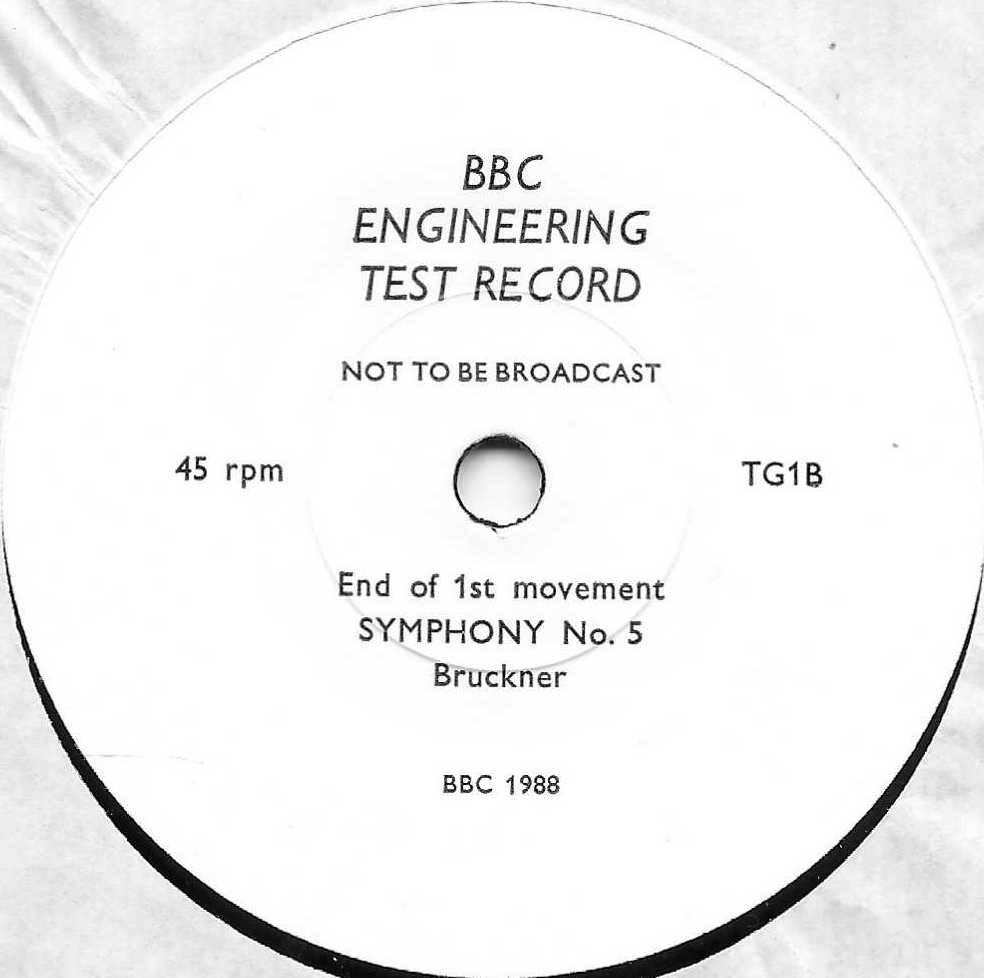 BBC
ENGINEERING
TEST RECORD
NOT TO BE BROADCAST
45 rpm
TG1B
End of 1st movement
SYMPHONY No. 5
Bruckner
BBC 1988